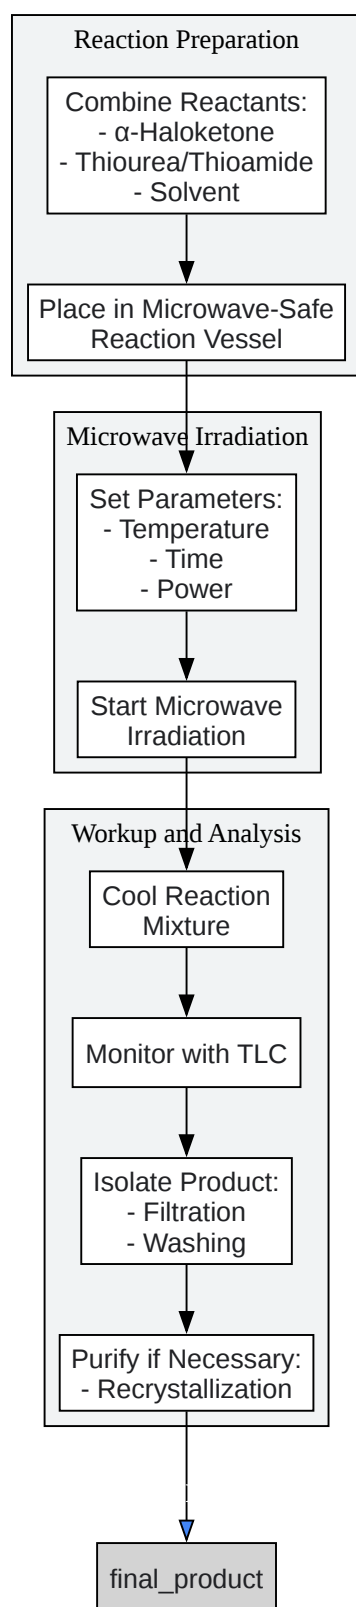 Reaction Preparation
Combine Reactants:
- α-Haloketone
- Thiourea/Thioamide
- Solvent
Place in Microwave-Safe
Reaction Vessel
Microwave Irradiation
Set Parameters:
- Temperature
- Time
- Power
Start Microwave
Irradiation
Workup and Analysis
Cool Reaction
Mixture
Monitor with TLC
Isolate Product:
- Filtration
- Washing
Purify if Necessary:
- Recrystallization
final_product